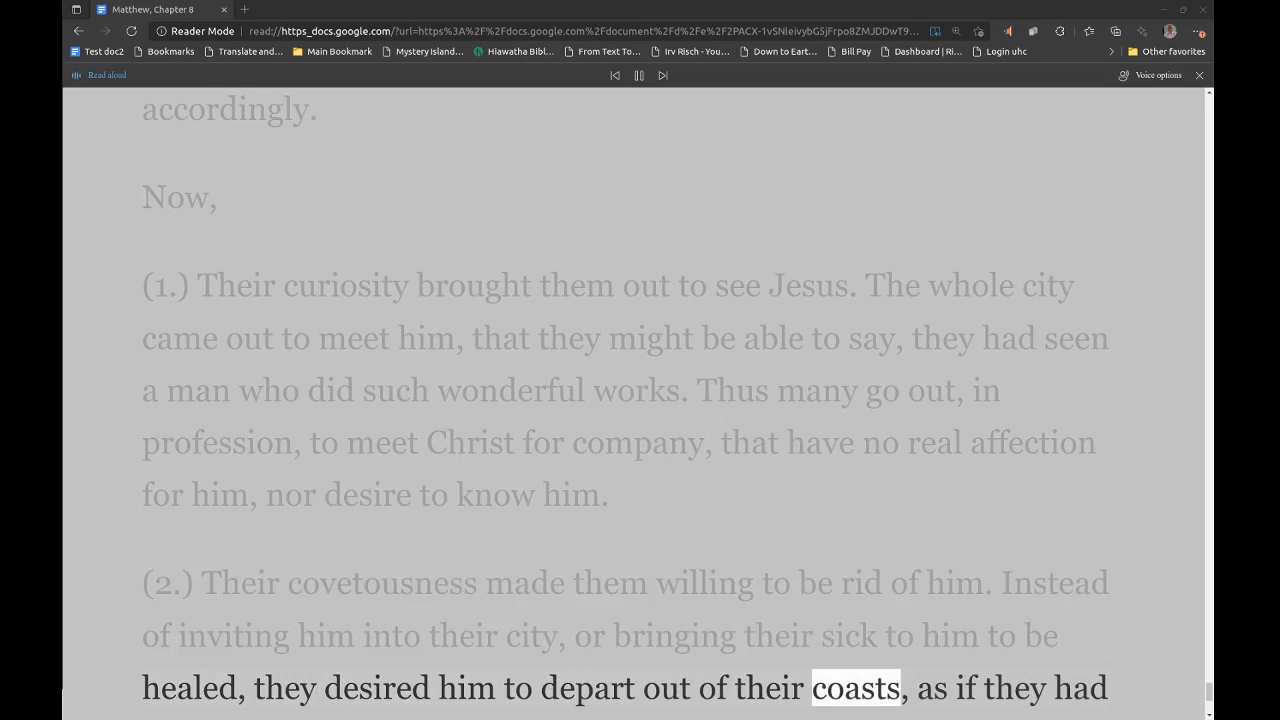 Matthew, Chapter 8
Reader Mode
read://https_docs.google.com/?url=https%3A%2F%2Fdocs.google.com%2Fdocument%2Fd%2Fe%2F2PACX-1vSNleivybG5jFrpo8ZMJDDwT9...
Test doc2 Bookmarks Translate and... Main Bookmark Mystery Island... Hiawatha Bibl... From Text To... Irv Risch - You... Down to Eart... Bill Pay Dashboard | Ri... Login uhc Other favorites
Read aloud Voice options
accordingly.
Now,
(1.) Their curiosity brought them out to see Jesus. The whole city
came out to meet him, that they might be able to say, they had seen
a man who did such wonderful works. Thus many go out, in
profession, to meet Christ for company, that have no real affection
for him, nor desire to know him.
(2.) Their covetousness made them willing to be rid of him. Instead
of inviting him into their city, or bringing their sick to him to be
healed, they desired him to depart out of their coasts, as if they had